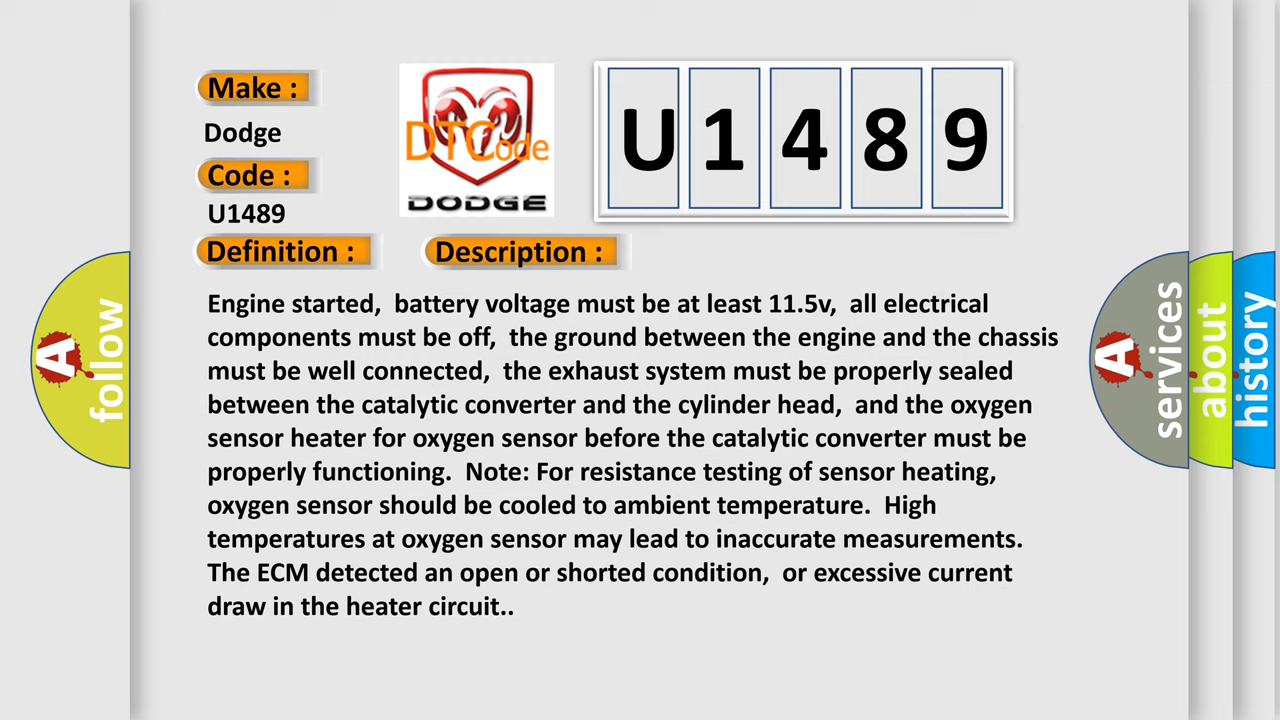 Make :
Dodge
Code :
U1489
Definition :
Description :
DTCode
DODGE
U1489
Engine started,  battery voltage must be at least 11.5v,  all electrical
components must be off,  the ground between the engine and the chassis
must be well connected,  the exhaust system must be properly sealed
between the catalytic converter and the cylinder head,  and the oxygen
sensor heater for oxygen sensor before the catalytic converter must be
properly functioning  Note: For resistance testing of sensor heating,
oxygen sensor should be cooled to ambient temperature  High
temperatures at oxygen sensor may lead to inaccurate measurements
The ECM detected an open or shorted condition,  or excessive current
draw in the heater circuit..
A
follow
A
services
about
history